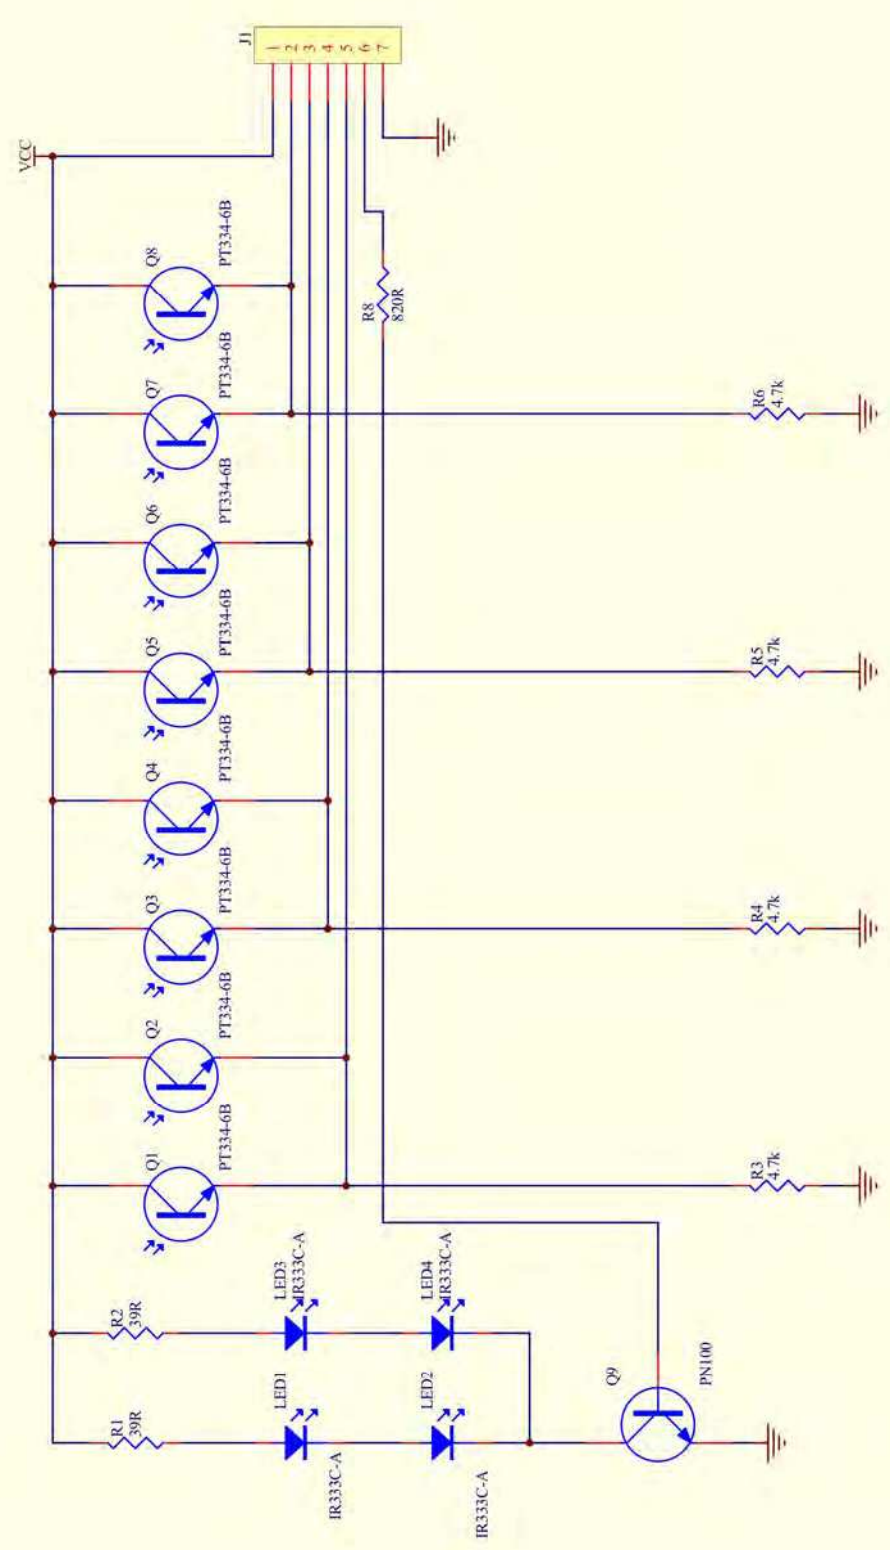 J1
1
2
3
4
5
6
7
VCC
Q8
PT334-6B
R8
820R
Q7
PT334-6B
R6
4.7k
Q6
PT334-6B
Q5
PT334-6B
R5
4.7k
Q4
PT334-6B
Q3
PT334-6B
R4
4.7k
Q2
PT334-6B
Q1
PT334-6B
R3
4.7k
R2
39R
LED3
IR333C-A
LED4
IR333C-A
R1
39R
LED1
IR333C-A
LED2
IR333C-A
Q9
PN100